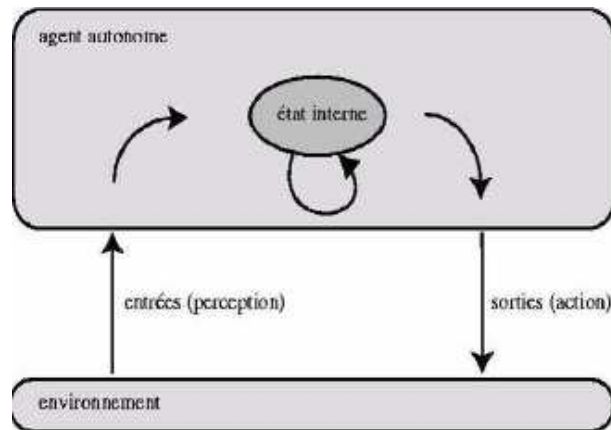 agent autonome
état interne
entrées (perception)
sorties (action)
environnement